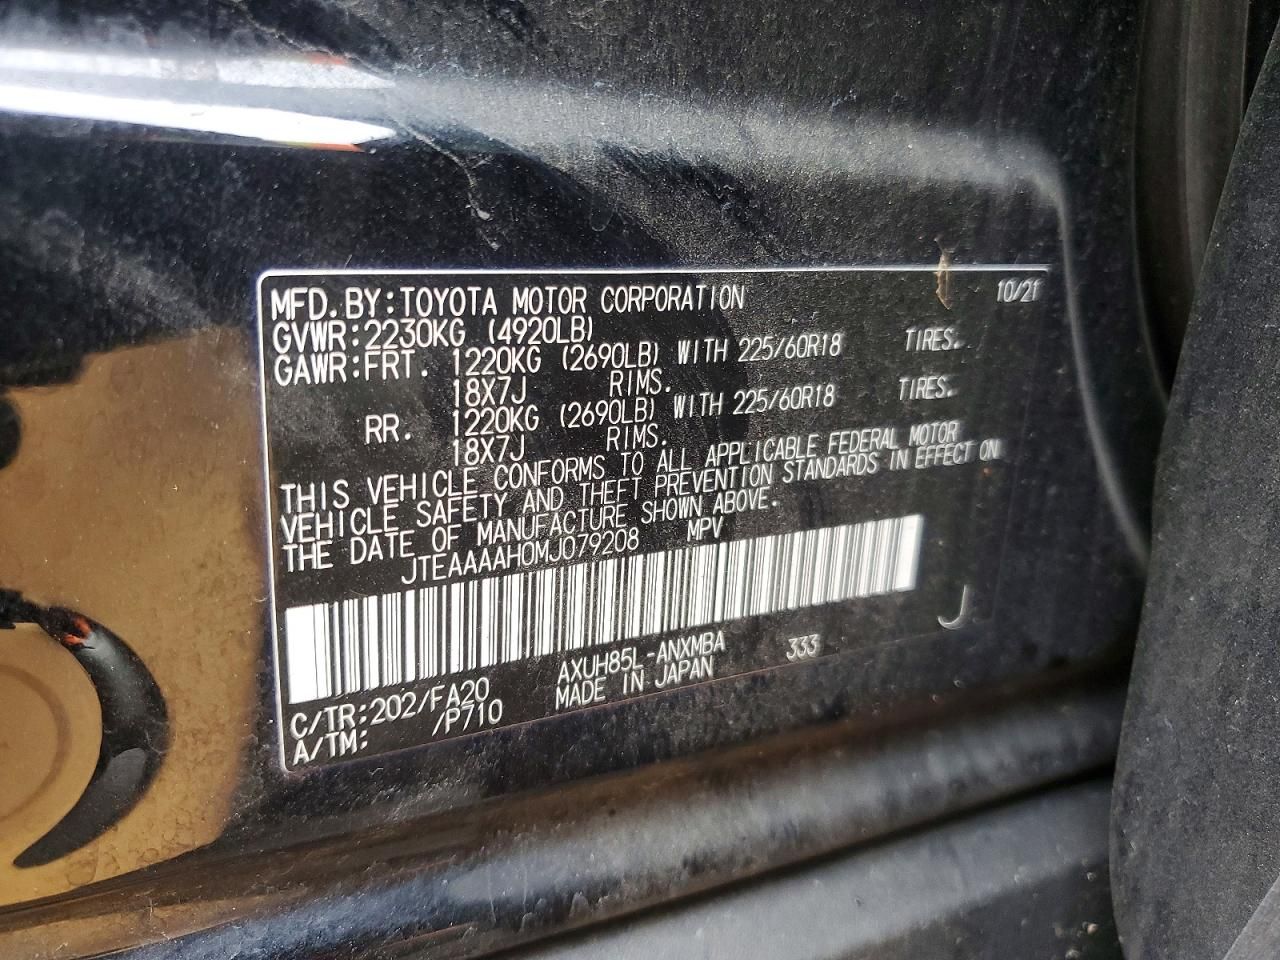 10/21
MFD.BY:TOYOTA MOTOR CORPORATION
GVWR:2230KG (4920LB)
GAWR:FRT. 1220KG (2690LB) WITH 225/60R18 TIRES.
18X7J RIMS.
RR. 1220KG (2690LB) WITH 225/60R18 TIRES.
18X7J RIMS.
THIS VEHICLE CONFORMS TO ALL APPLICABLE FEDERAL MOTOR
VEHICLE SAFETY AND THEFT PREVENTION STANDARDS IN EFFECT ON
THE DATE OF MANUFACTURE SHOWN ABOVE.
JTEAAAAH0MJ079208 MPV
J
C/TR:202/FA20 AXUH85L-ANXMBA 333
A/TM: /P710 MADE IN JAPAN